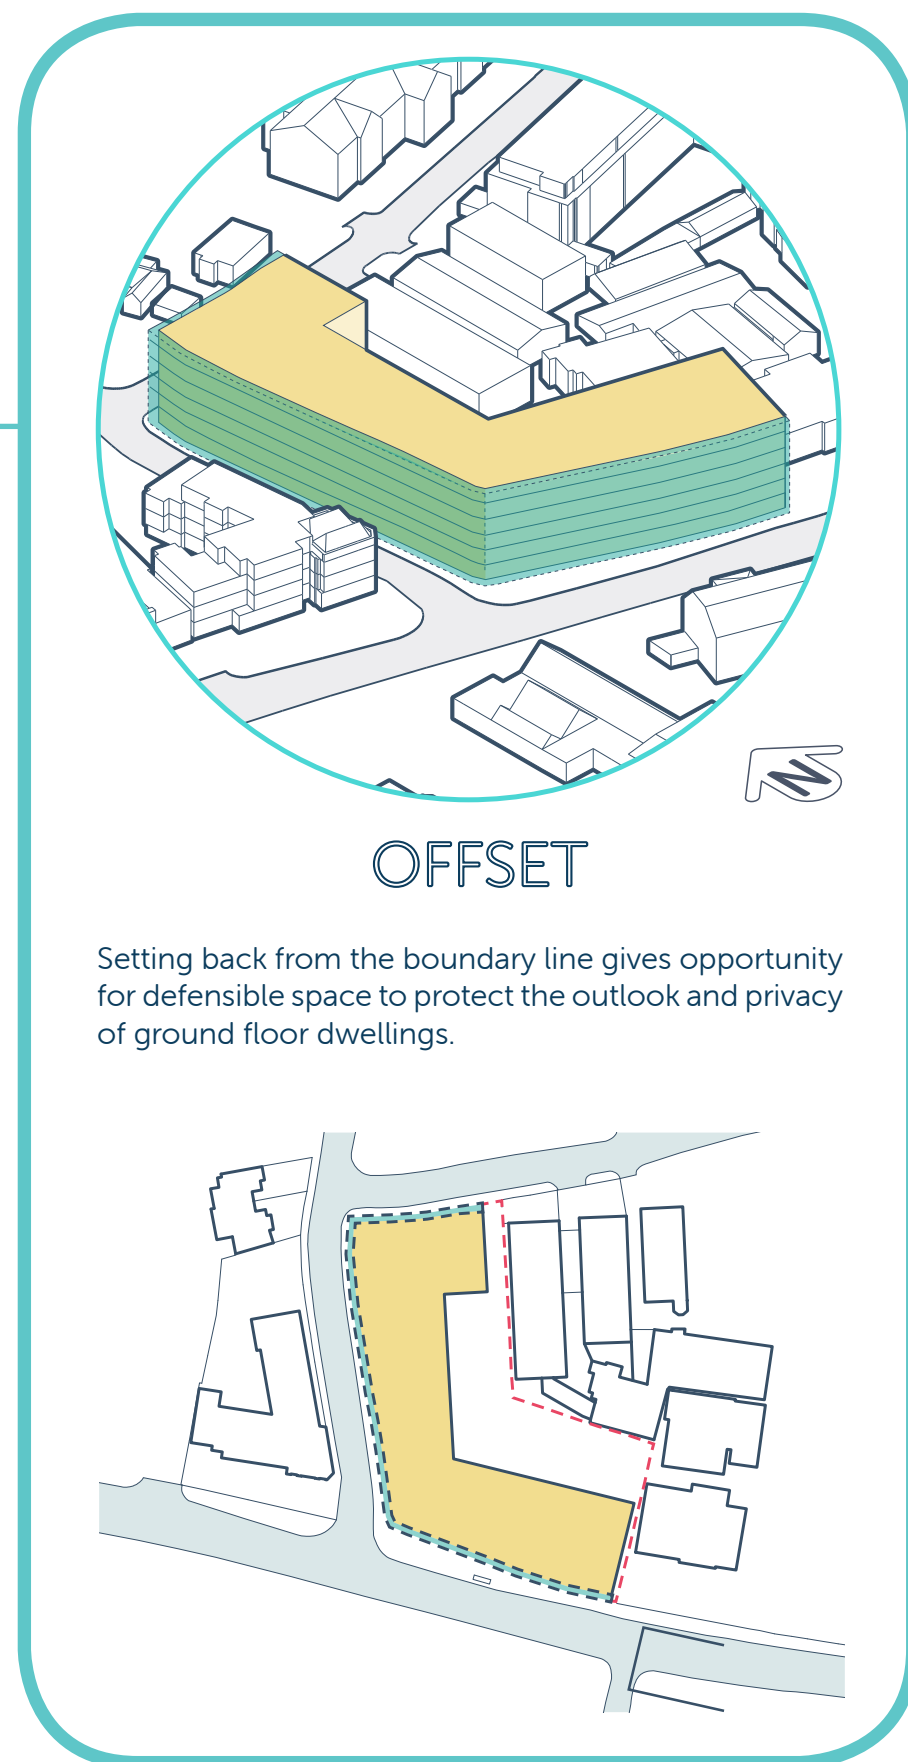 N
OFFSET
Setting back from the boundary line gives opportunity
for defensible space to protect the outlook and privacy
of ground floor dwellings.